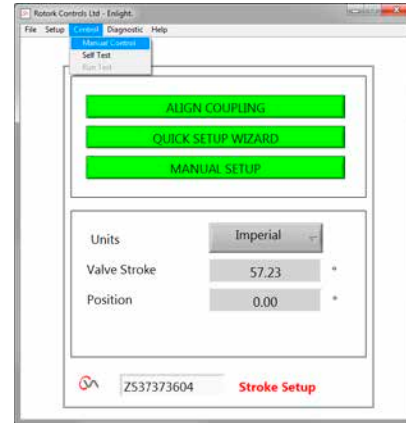 Rotork Controls Ltd - Enlight.
File Setup Control Diagnostic Help
Manual Control
Self Test
Run Test
ALIGN COUPLING
QUICK SETUP WIZARD
MANUAL SETUP
Units Imperial
Valve Stroke 57.23 °
Position 0.00 °
Z537373604 Stroke Setup